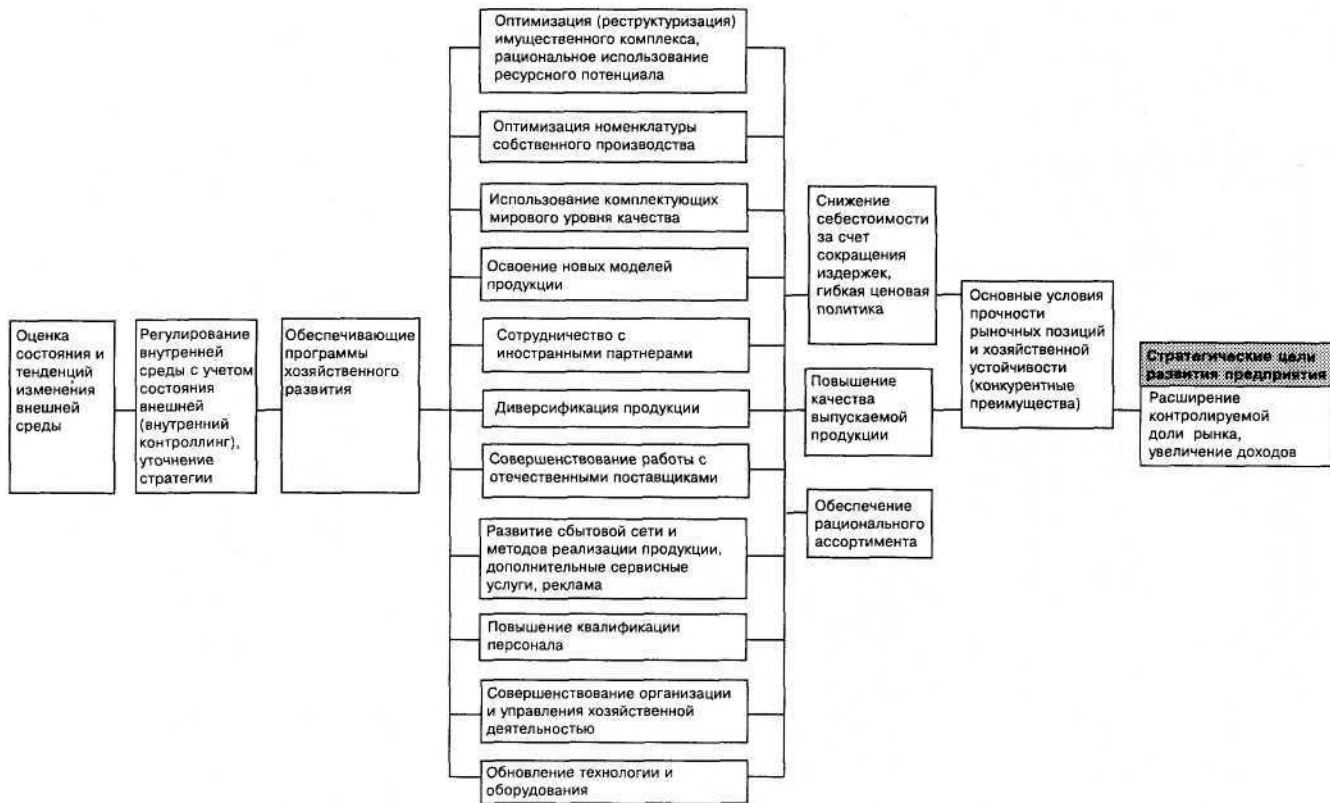 Оценка
состояния и
тенденций
изменения
внешней
среды
Регулирование
внутренней
среды с учетом
состояния
внешней
(внутренний
контроллинг),
уточнение
стратегии
Обеспечивающие
программы
хозяйственного
развития
Оптимизация (реструктуризация)
имущественного комплекса,
рациональное использование
ресурсного потенциала
Оптимизация номенклатуры
собственного производства
Использование комплектующих
мирового уровня качества
Освоение новых моделей
продукции
Сотрудничество с
иностранными партнерами
Диверсификация продукции
Совершенствование работы с
отечественными поставщиками
Развитие сбытовой сети и
методов реализации продукции,
дополнительные сервисные
услуги, реклама
Повышение квалификации
персонала
Совершенствование организации
и управления хозяйственной
деятельностью
Обновление технологии и
оборудования
Снижение
себестоимости
за счет
сокращения
издержек,
гибкая ценовая
политика
Повышение
качества
выпускаемой
продукции
Обеспечение
рационального
ассортимента
Основные условия
прочности
рыночных позиций
и хозяйственной
устойчивости
(конкурентные
преимущества)
Стратегические цели
развития предприятия
Расширение
контролируемой
доли рынка,
увеличение доходов